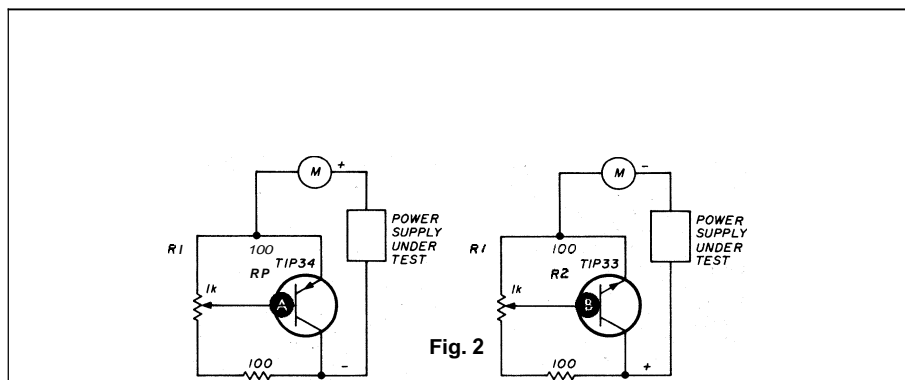 M +
POWER
SUPPLY
UNDER
TEST
R1
100
RP
TIP34
1k
A
100
-
M -
POWER
SUPPLY
UNDER
TEST
R1
100
R2
TIP33
1k
B
100
+
Fig. 2